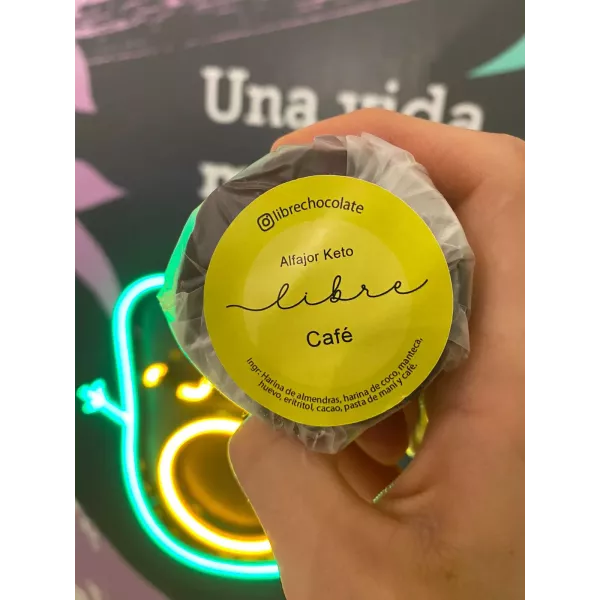 Una vida
librechocolate
Alfajor Keto
libre
Café
Ingr: Harina de almendras, harina de coco, manteca,
huevo, eritritol, cacao, pasta de maní y café.